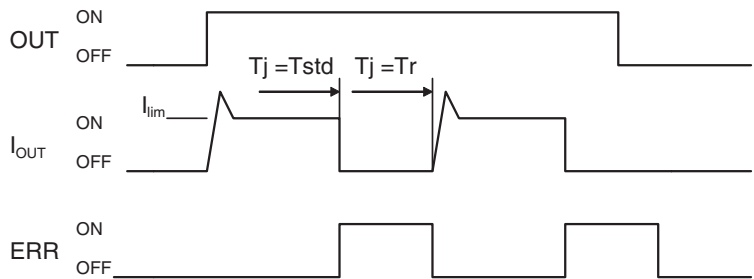 ON
OUT
OFF
Tj =Tstd Tj =Tr
Ilim
ON
IOUT
OFF
ON
ERR
OFF